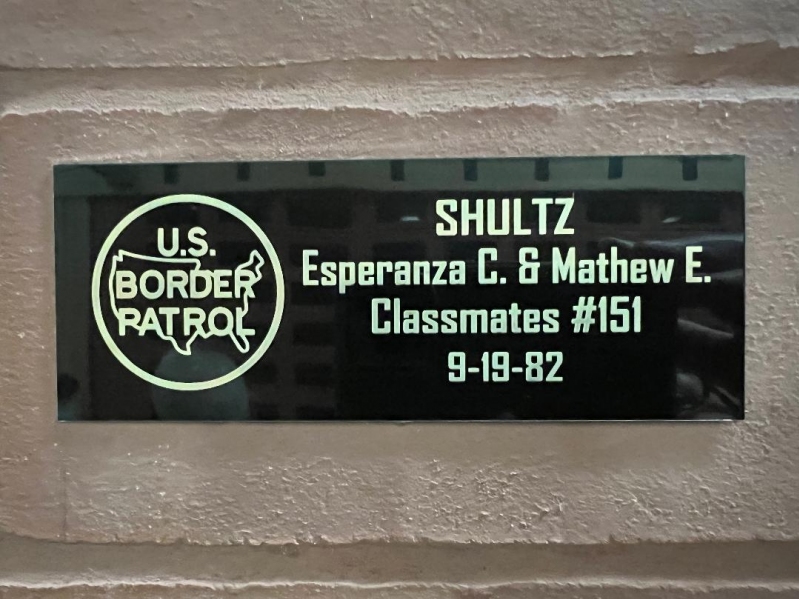 U.S.
BORDER
PATROL
SHULTZ
Esperanza C. & Mathew E.
Classmates #151
9-19-82